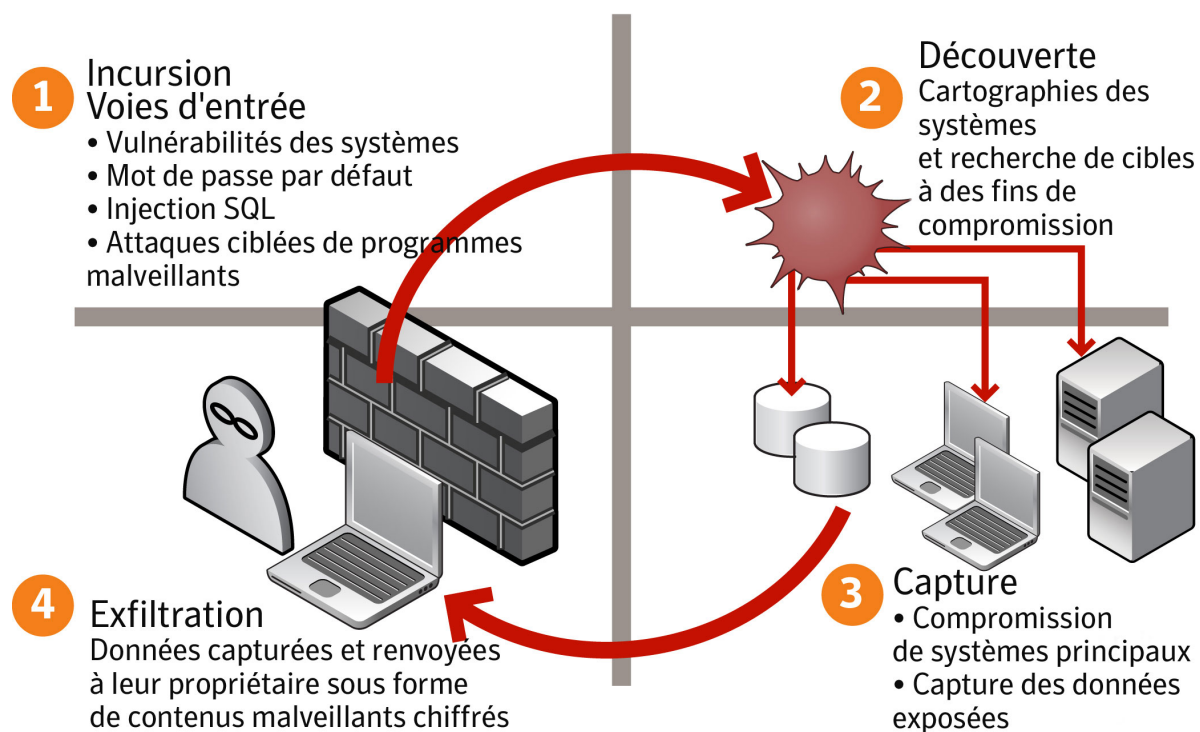 1
Incursion
Voies d'entrée
• Vulnérabilités des systèmes
• Mot de passe par défaut
• Injection SQL
• Attaques ciblées de programmes
malveillants
2
Découverte
Cartographies des
systèmes
et recherche de cibles
à des fins de
compromission
3
Capture
• Compromission
de systèmes principaux
• Capture des données
exposées
4
Exfiltration
Données capturées et renvoyées
à leur propriétaire sous forme
de contenus malveillants chiffrés